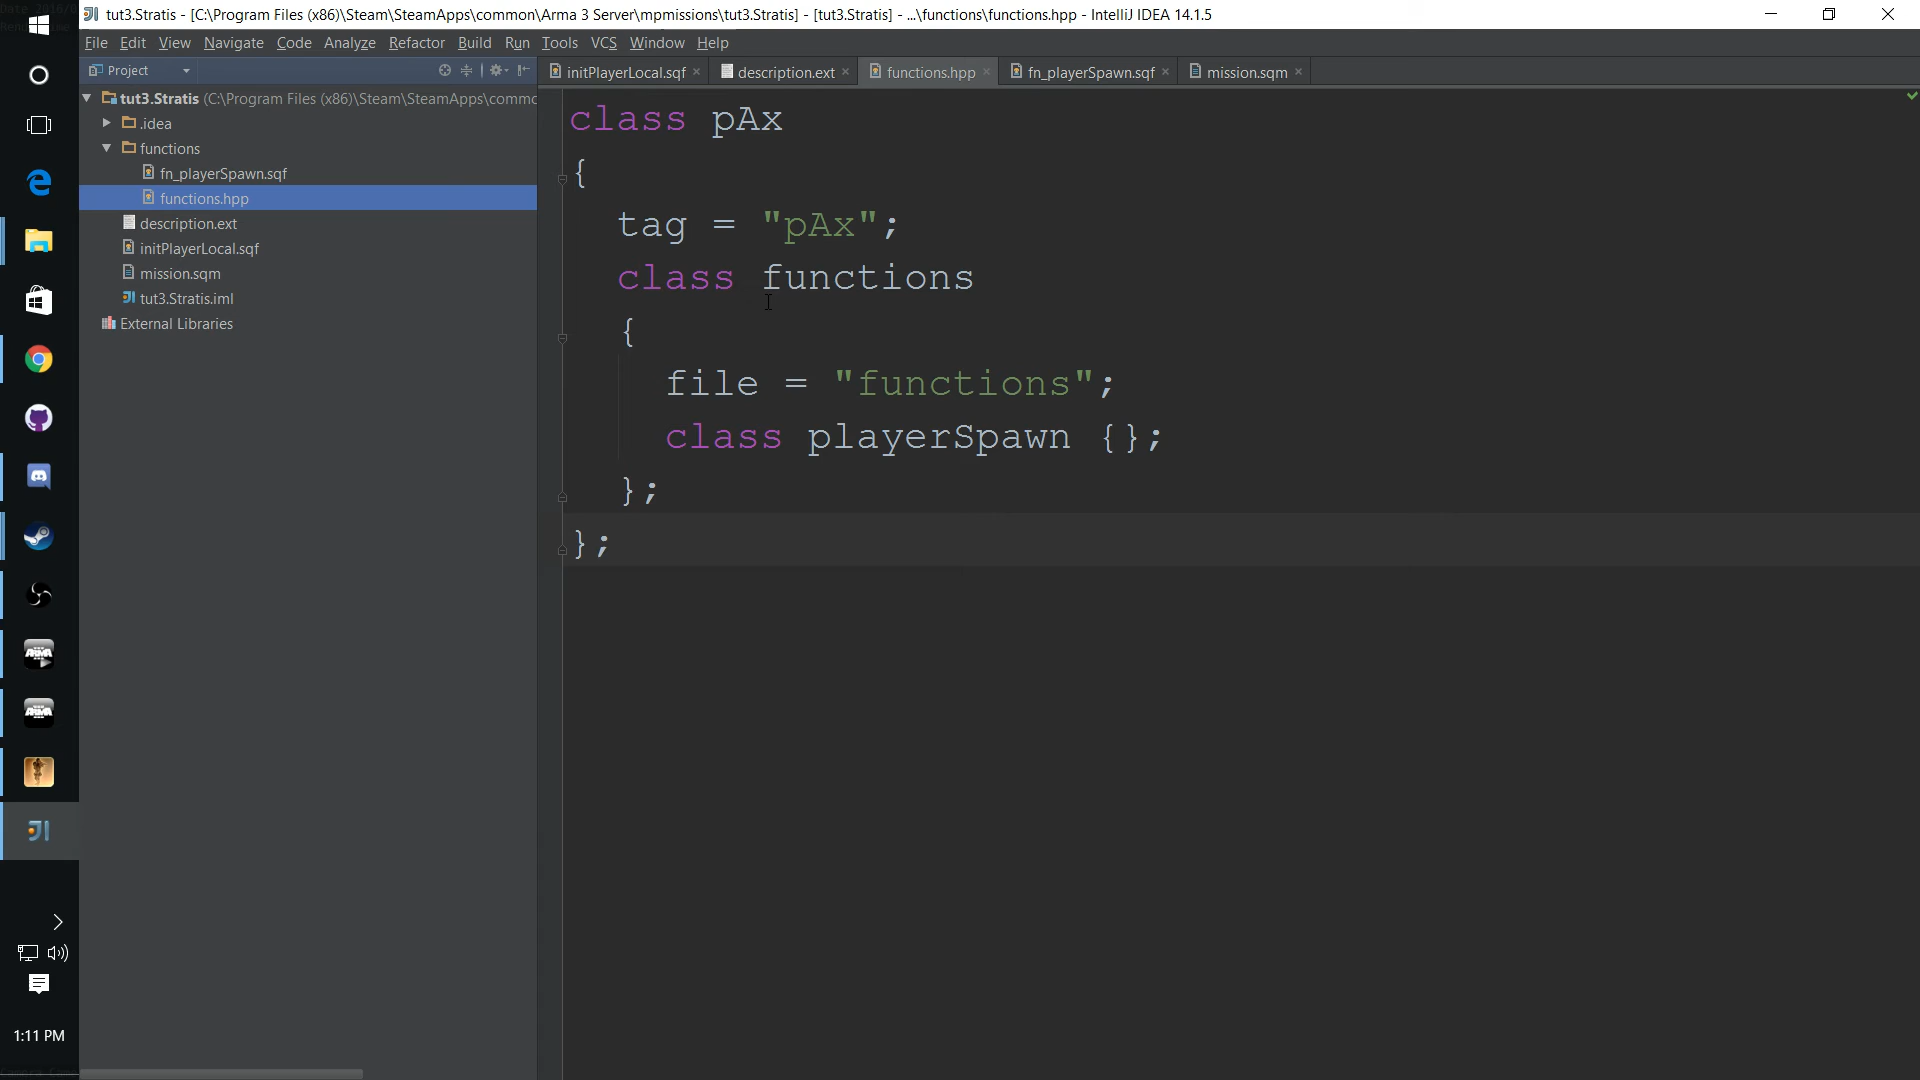 tut3.Stratis - [C:\Program Files (x86)\Steam\SteamApps\common\Arma 3 Server\mpmissions\tut3.Stratis] - [tut3.Stratis] - ...\functions\functions.hpp - IntelliJ IDEA 14.1.5
File Edit View Navigate Code Analyze Refactor Build Run Tools VCS Window Help
Project
initPlayerLocal.sqf description.ext functions.hpp fn_playerSpawn.sqf mission.sqm
tut3.Stratis (C:\Program Files (x86)\Steam\SteamApps\commo
.idea
functions
fn_playerSpawn.sqf
functions.hpp
description.ext
initPlayerLocal.sqf
mission.sqm
tut3.Stratis.iml
External Libraries
class pAx
{
tag = "pAx";
class functions
{
file = "functions";
class playerSpawn {};
};
};
ARMA
ARMA
1:11 PM